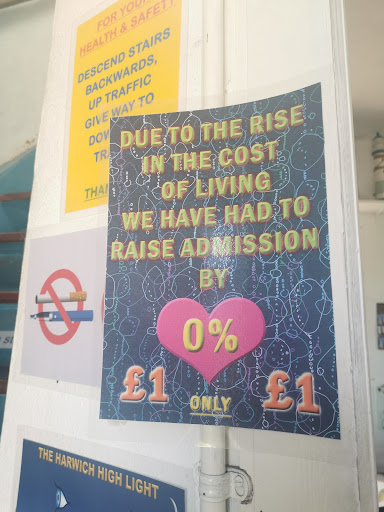 FOR YOUR
HEALTH & SAFETY
DESCEND STAIRS
BACKWARDS,
UP TRAFFIC
GIVE WAY TO
DUE TO THE RISE
IN THE COST
OF LIVING
WE HAVE HAD TO
RAISE ADMISSION
BY
0%
£1 £1
ONLY
THE HARWICH HIGH LIGHT